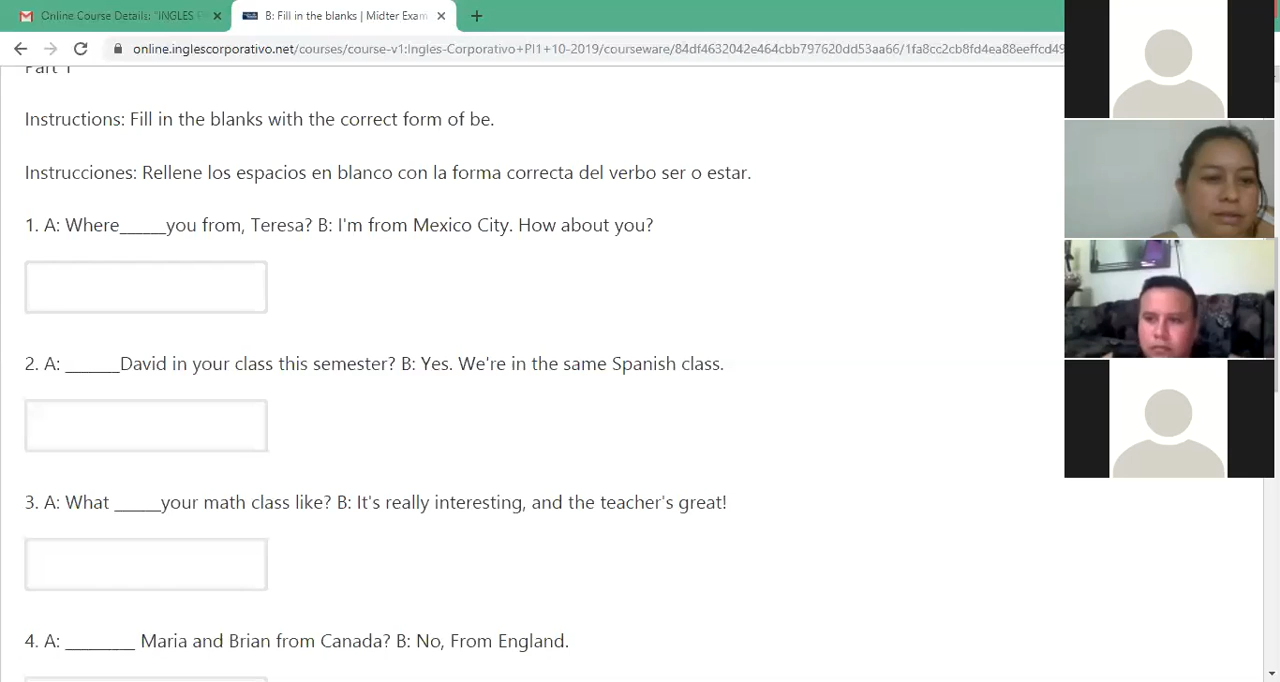 Online Course Details: "INGLES
B: Fill in the blanks | Midter Exam
online.inglescorporativo.net/courses/course-v1:Ingles-Corporativo+PI1+10-2019/courseware/84df4632042e464cbb797620dd53aa66/1fa8cc2cb8fd4ea88eeffcd49
Part 1
Instructions: Fill in the blanks with the correct form of be.
Instrucciones: Rellene los espacios en blanco con la forma correcta del verbo ser o estar.
1. A: Where_____you from, Teresa? B: I'm from Mexico City. How about you?
2. A: ______David in your class this semester? B: Yes. We're in the same Spanish class.
3. A: What _____your math class like? B: It's really interesting, and the teacher's great!
4. A: ________ Maria and Brian from Canada? B: No, From England.